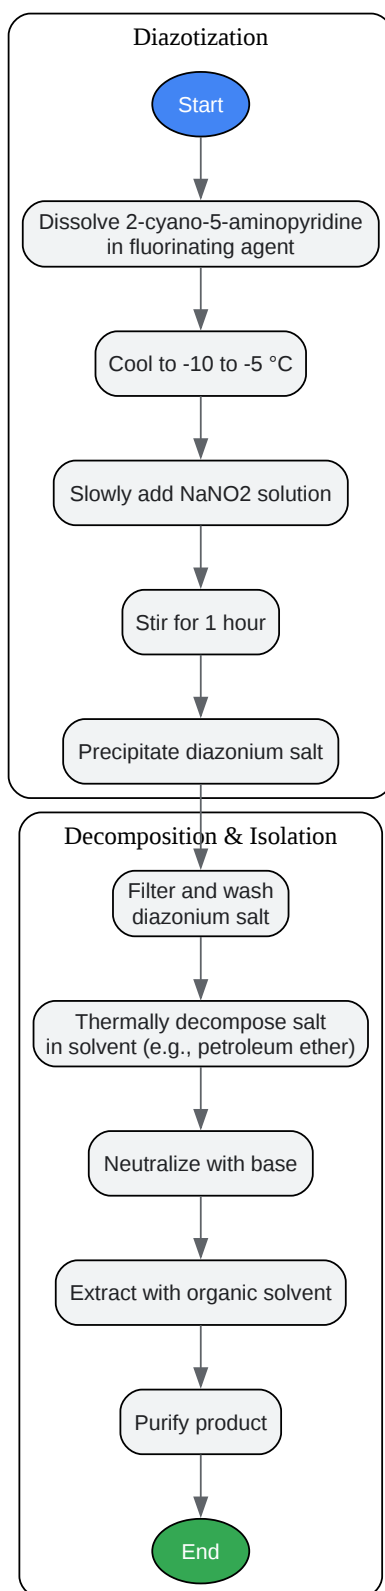 Diazotization
Start
Dissolve 2-cyano-5-aminopyridine
in fluorinating agent
Cool to -10 to -5 °C
Slowly add NaNO2 solution
Stir for 1 hour
Precipitate diazonium salt
Decomposition & Isolation
Filter and wash
diazonium salt
Thermally decompose salt
in solvent (e.g., petroleum ether)
Neutralize with base
Extract with organic solvent
Purify product
End